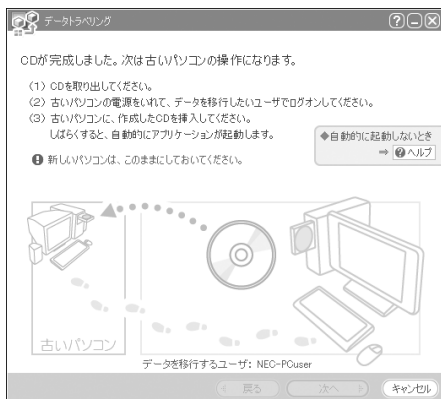 データトラベリング
CDが完成しました。次は古いパソコンの操作になります。
(1) CDを取り出してください。
(2) 古いパソコンの電源をいれて、データを移行したいユーザでログオンしてください。
(3) 古いパソコンに、作成したCDを挿入してください。
しばらくすると、自動的にアプリケーションが起動します。
◆自動的に起動しないとき
⇒ ?ヘルプ
! 新しいパソコンは、このままにしておいてください。
古いパソコン
データを移行するユーザ: NEC-PCuser
戻る 次へ キャンセル